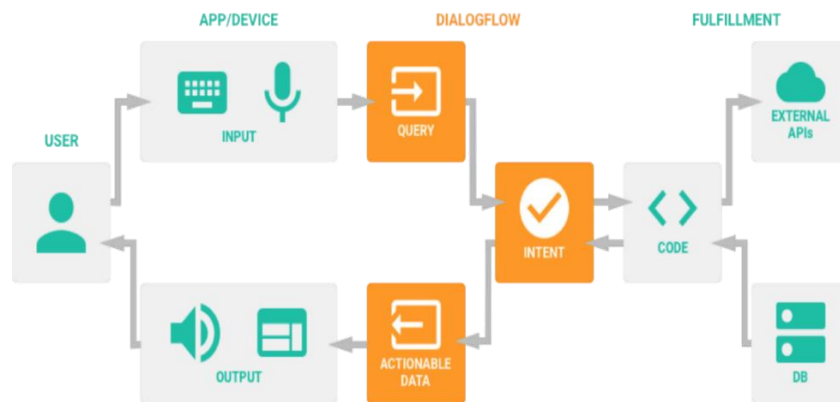 APP/DEVICE
DIALOGFLOW
FULFILLMENT
USER
INPUT
QUERY
EXTERNAL
APIs
INTENT
CODE
OUTPUT
ACTIONABLE
DATA
DB